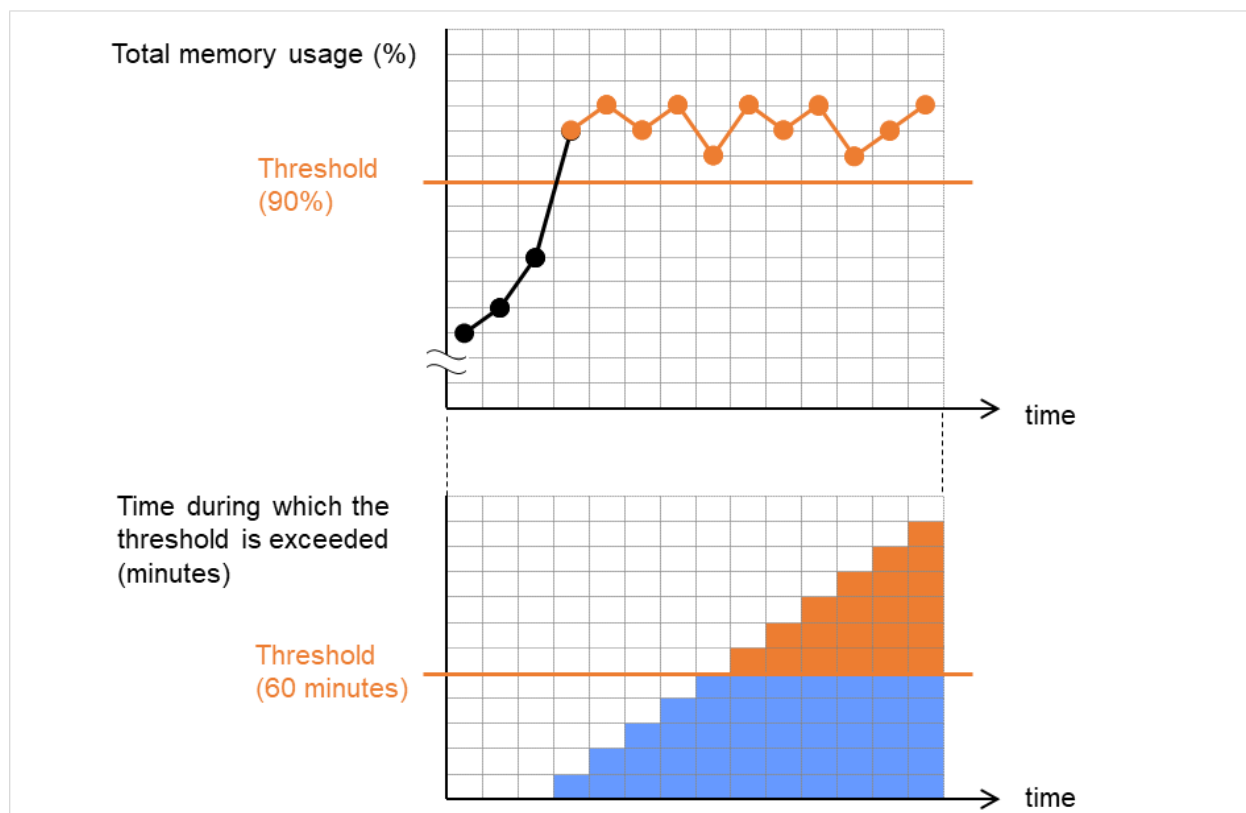 Total memory usage (%)
Threshold
(90%)
time
Time during which the
threshold is exceeded
(minutes)
Threshold
(60 minutes)
time